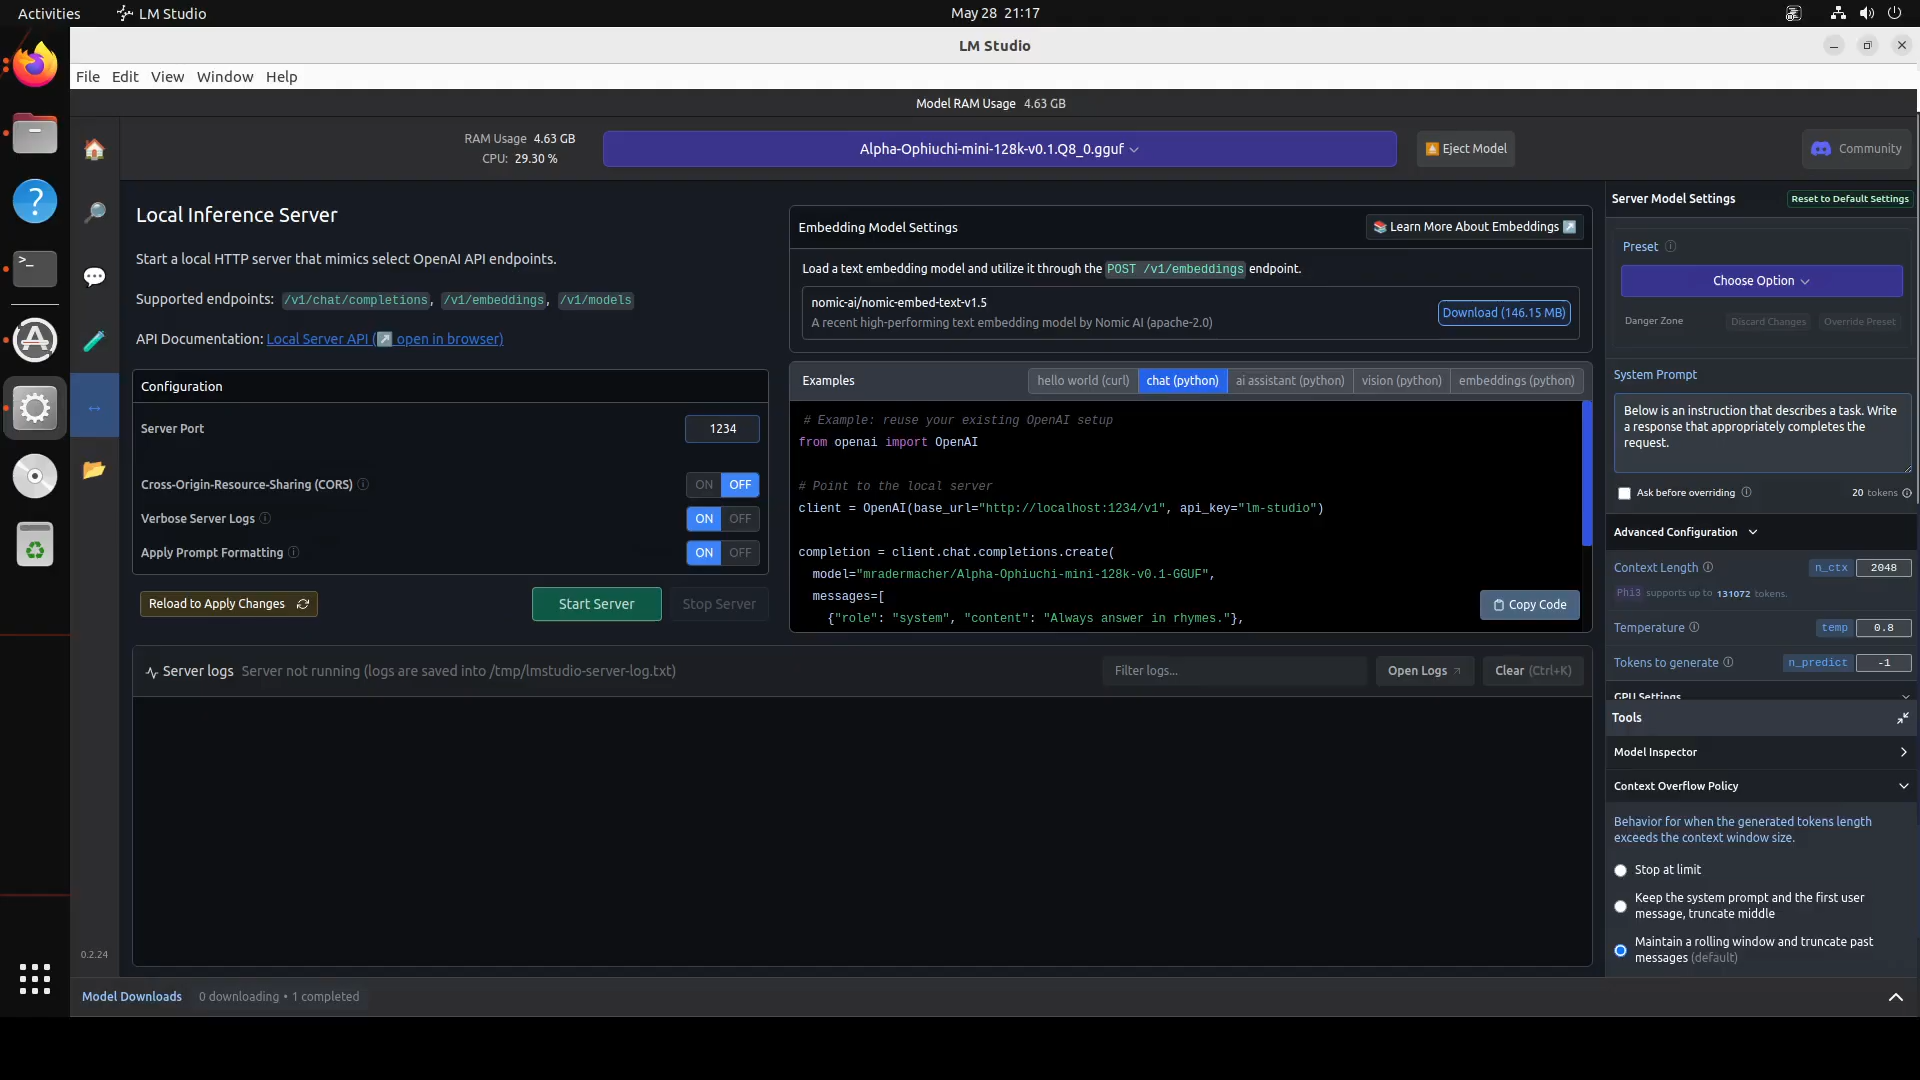 Activities LM Studio May 28 21:17
LM Studio
File Edit View Window Help
Model RAM Usage 4.63 GB
RAM Usage 4.63 GB
CPU: 29.30 %
Alpha-Ophiuchi-mini-128k-v0.1.Q8_0.gguf
Eject Model
Community
Local Inference Server
Start a local HTTP server that mimics select OpenAI API endpoints.
Supported endpoints: /v1/chat/completions, /v1/embeddings, /v1/models
API Documentation: Local Server API (↗ open in browser)
Configuration
Server Port 1234
Cross-Origin-Resource-Sharing (CORS) ON OFF
Verbose Server Logs ON OFF
Apply Prompt Formatting ON OFF
Reload to Apply Changes Start Server Stop Server
Embedding Model Settings Learn More About Embeddings
Load a text embedding model and utilize it through the POST /v1/embeddings endpoint.
nomic-ai/nomic-embed-text-v1.5
A recent high-performing text embedding model by Nomic AI (apache-2.0)
Download (146.15 MB)
Examples hello world (curl) chat (python) ai assistant (python) vision (python) embeddings (python)
# Example: reuse your existing OpenAI setup
from openai import OpenAI
# Point to the local server
client = OpenAI(base_url="http://localhost:1234/v1", api_key="lm-studio")
completion = client.chat.completions.create(
model="mradermacher/Alpha-Ophiuchi-mini-128k-v0.1-GGUF",
messages=[
{"role": "system", "content": "Always answer in rhymes."},
Copy Code
Server logs Server not running (logs are saved into /tmp/lmstudio-server-log.txt)
Filter logs... Open Logs Clear (Ctrl+K)
Server Model Settings Reset to Default Settings
Preset
Choose Option
Danger Zone Discard Changes Override Preset
System Prompt
Below is an instruction that describes a task. Write
a response that appropriately completes the
request.
Ask before overriding 20 tokens
Advanced Configuration
Context Length n_ctx 2048
Phi3 supports up to 131072 tokens.
Temperature temp 0.8
Tokens to generate n_predict -1
GPU Settings
Tools
Model Inspector
Context Overflow Policy
Behavior for when the generated tokens length
exceeds the context window size.
Stop at limit
Keep the system prompt and the first user
message, truncate middle
Maintain a rolling window and truncate past
messages (default)
0.2.24
Model Downloads 0 downloading • 1 completed